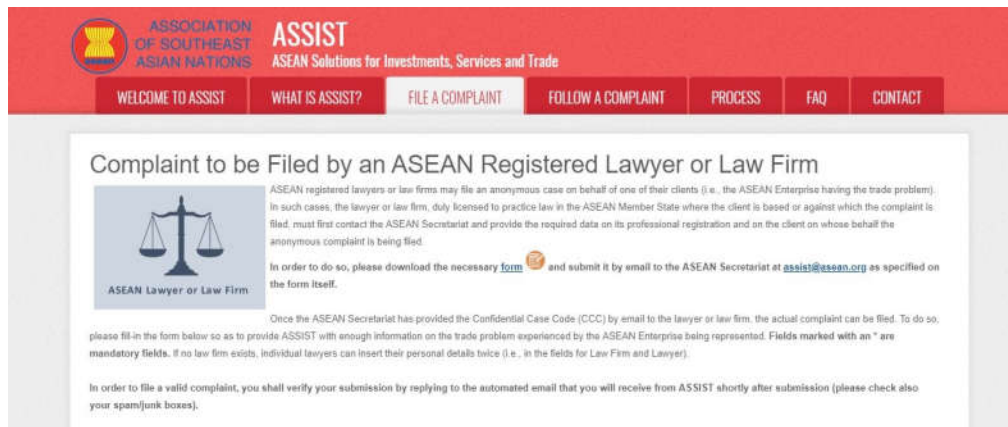 ASSOCIATION
OF SOUTHEAST
ASIAN NATIONS
ASSIST
ASEAN Solutions for Investments, Services and Trade
WELCOME TO ASSIST
WHAT IS ASSIST?
FILE A COMPLAINT
FOLLOW A COMPLAINT
PROCESS
FAQ
CONTACT
Complaint to be Filed by an ASEAN Registered Lawyer or Law Firm
ASEAN Lawyer or Law Firm
ASEAN registered lawyers or law firms may file an anonymous case on behalf of one of their clients (i.e., the ASEAN Enterprise having the trade problem).
In such cases, the lawyer or law firm, duly licensed to practice law in the ASEAN Member State where the client is based or against which the complaint is
filed, must first contact the ASEAN Secretariat and provide the required data on its professional registration and on the client on whose behalf the
anonymous complaint is being filed.
In order to do so, please download the necessary form and submit it by email to the ASEAN Secretariat at assist@asean.org as specified on
the form itself.
Once the ASEAN Secretariat has provided the Confidential Case Code (CCC) by email to the lawyer or law firm, the actual complaint can be filed. To do so,
please fill-in the form below so as to provide ASSIST with enough information on the trade problem experienced by the ASEAN Enterprise being represented. Fields marked with an * are
mandatory fields. If no law firm exists, individual lawyers can insert their personal details twice (i.e., in the fields for Law Firm and Lawyer).
In order to file a valid complaint, you shall verify your submission by replying to the automated email that you will receive from ASSIST shortly after submission (please check also
your spam/junk boxes).